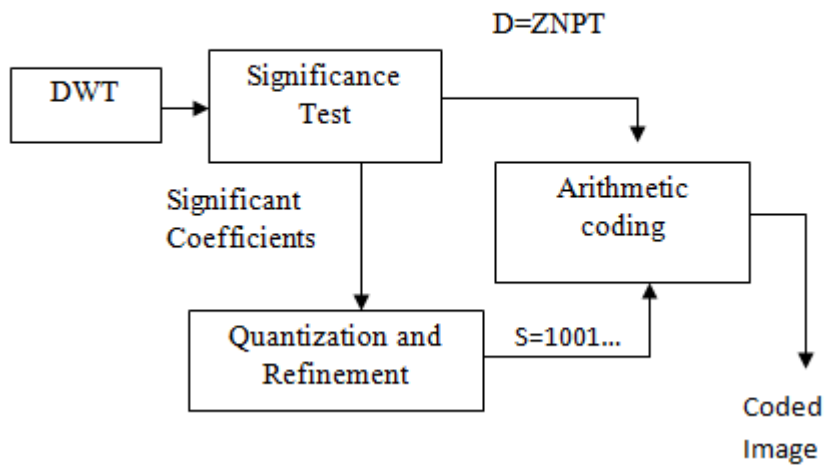 D=ZNPT
DWT
Significance
Test
Significant
Coefficients
Arithmetic
coding
Quantization and
Refinement
S=1001...
Coded
Image